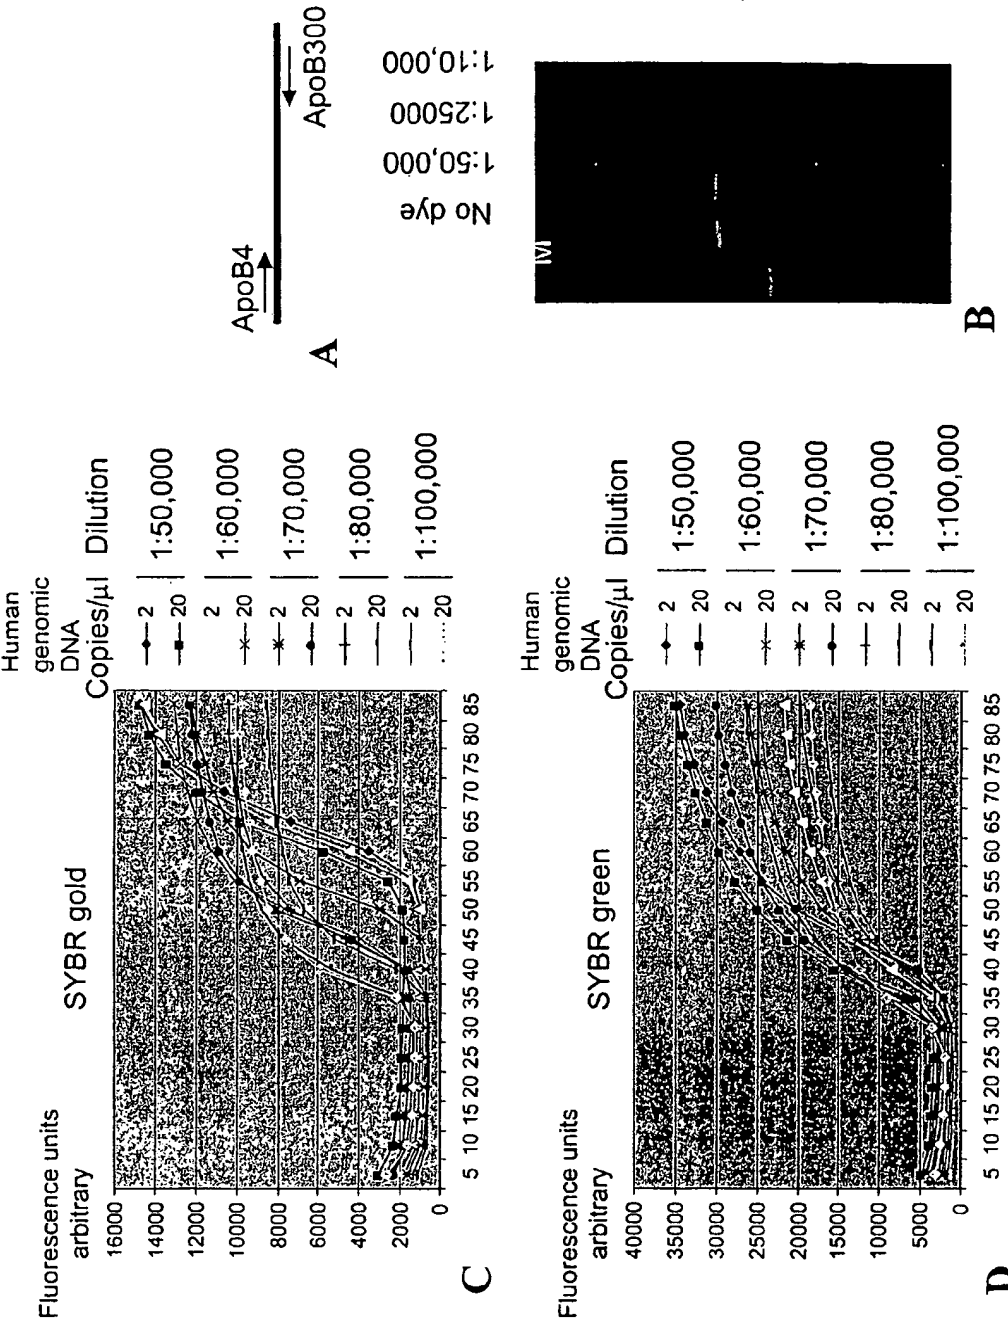 A
ApoB4
ApoB300
B
M
No dye
1:50,000
1:25000
1:10,000
C
SYBR gold
Fluorescence units
arbitrary
16000
14000
12000
10000
8000
6000
4000
2000
0
5 10 15 20 25 30 35 40 45 50 55 60 65 70 75 80 85
Human
genomic
DNA
Copies/µl Dilution
2
20
1:50,000
2
20
1:60,000
2
20
1:70,000
2
20
1:80,000
2
20
1:100,000
D
SYBR green
Fluorescence units
arbitrary
40000
35000
30000
25000
20000
15000
10000
5000
0
5 10 15 20 25 30 35 40 45 50 55 60 65 70 75 80 85
Human
genomic
DNA
Copies/µl Dilution
2
20
1:50,000
2
20
1:60,000
2
20
1:70,000
2
20
1:80,000
2
20
1:100,000